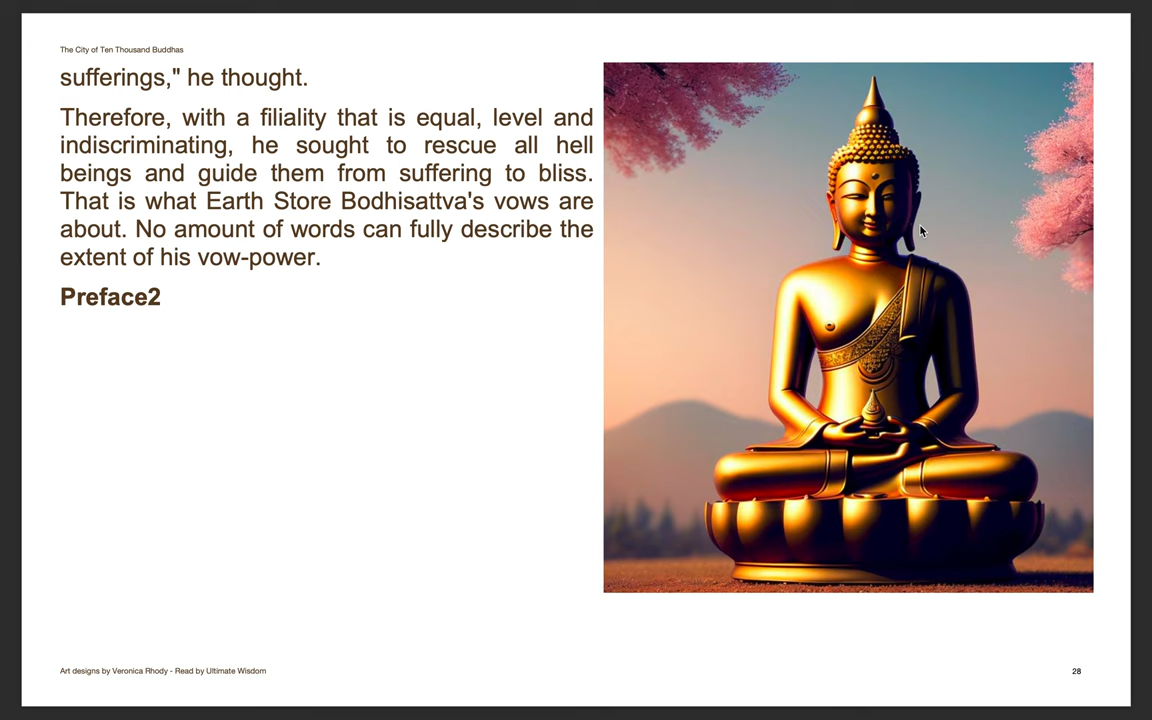 The City of Ten Thousand Buddhas
sufferings," he thought.
Therefore, with a filiality that is equal, level and
indiscriminating, he sought to rescue all hell
beings and guide them from suffering to bliss.
That is what Earth Store Bodhisattva's vows are
about. No amount of words can fully describe the
extent of his vow-power.
Preface2
Art designs by Veronica Rhody - Read by Ultimate Wisdom
28